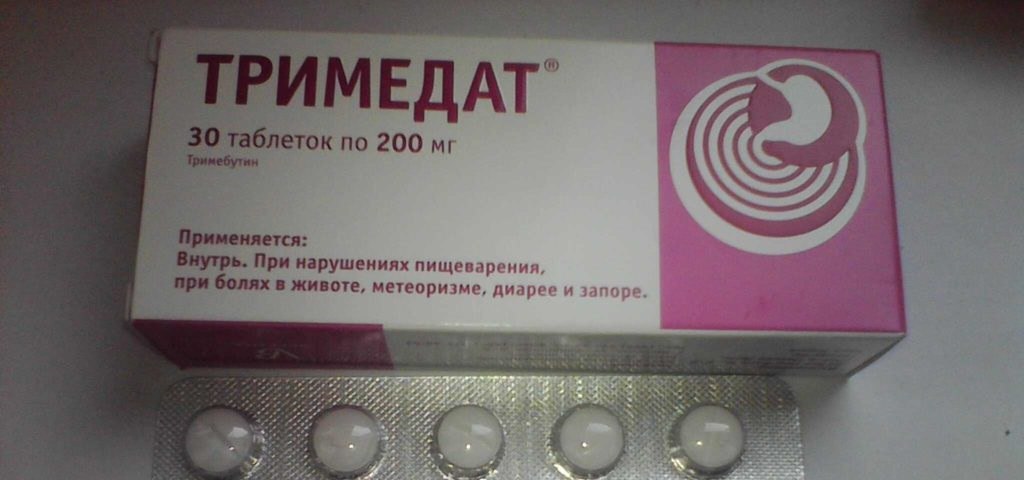 ТРИМЕДАТ®
30 таблеток по 200 мг
Тримебутин
Применяется:
Внутрь. При нарушениях пищеварения,
при болях в животе, метеоризме, диарее и запоре.